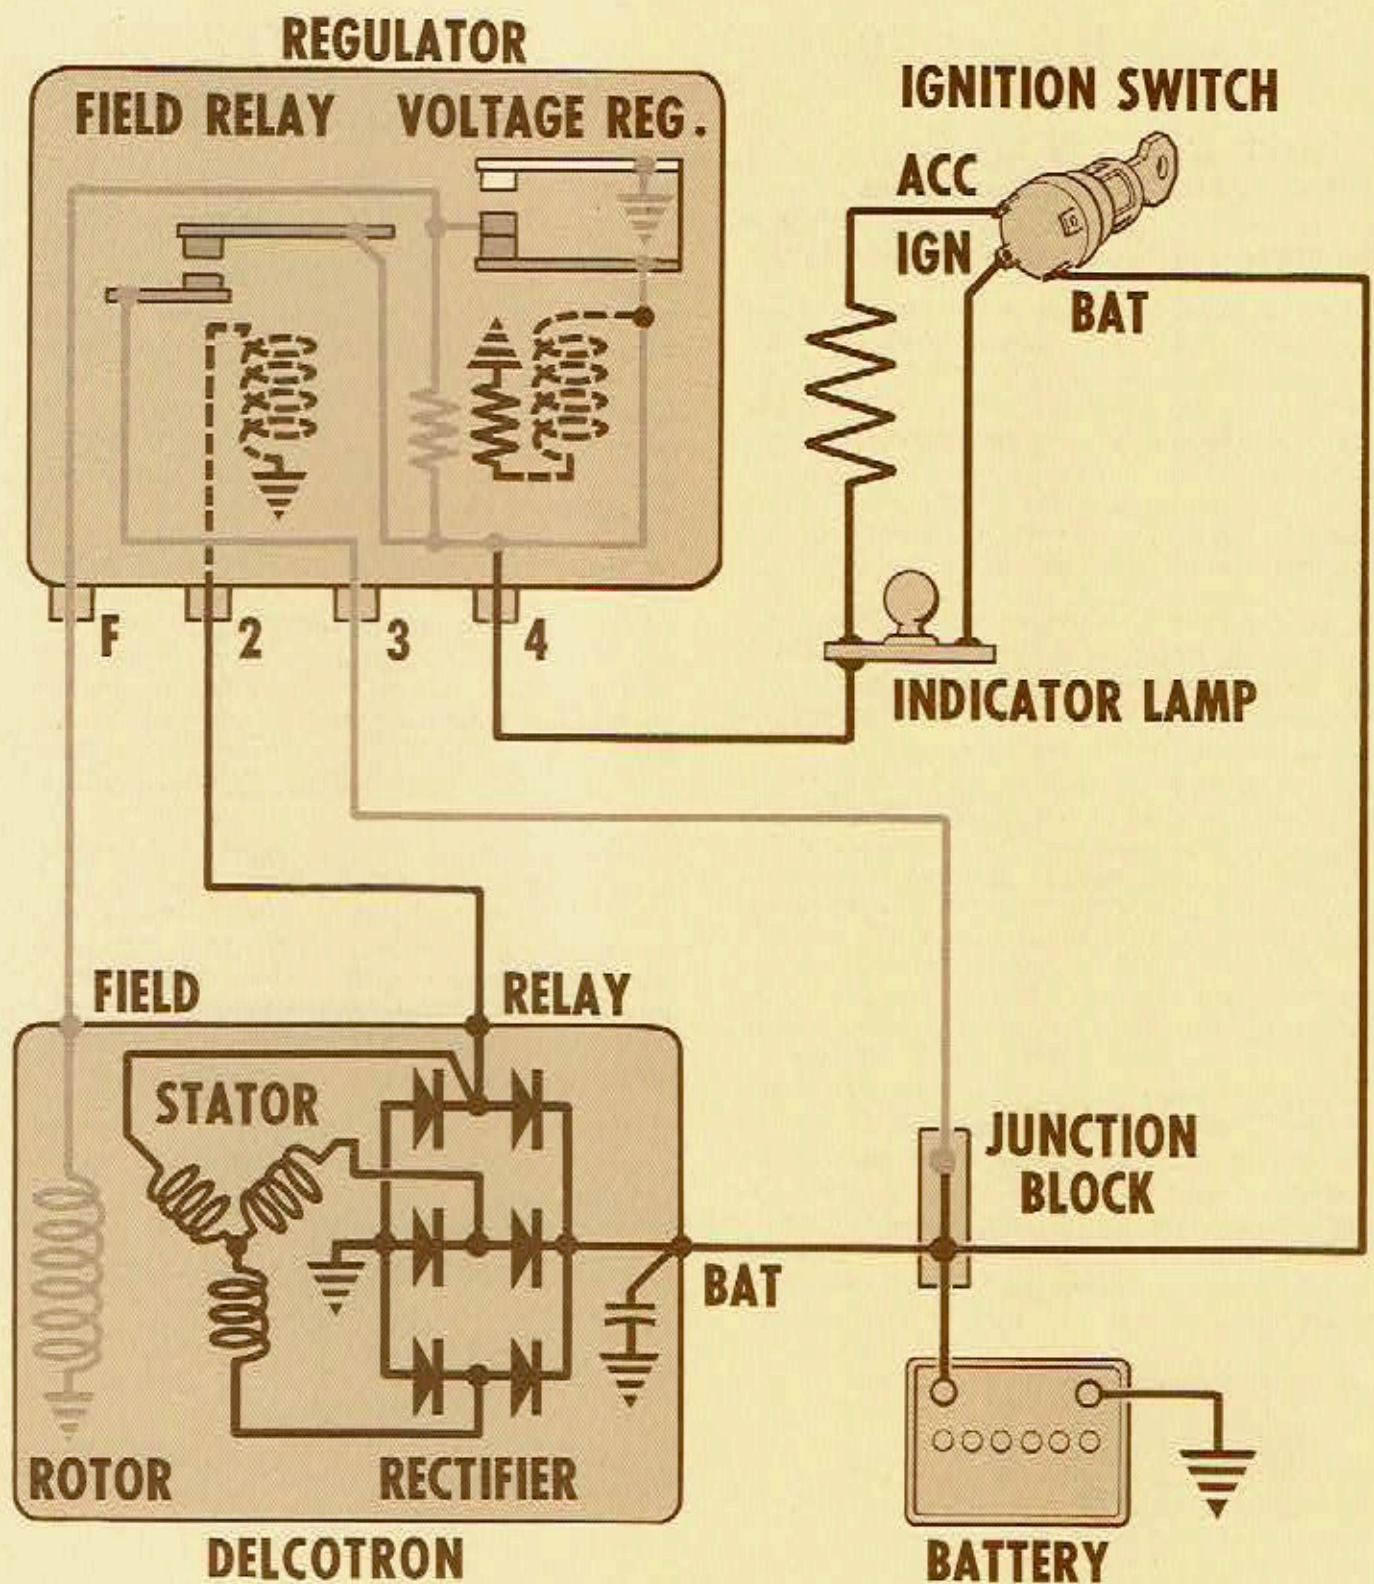 REGULATOR
FIELD RELAY
VOLTAGE REG.
IGNITION SWITCH
ACC
IGN
BAT
F
2
3
4
INDICATOR LAMP
FIELD
RELAY
STATOR
JUNCTION
BLOCK
BAT
ROTOR
RECTIFIER
DELCOTRON
BATTERY